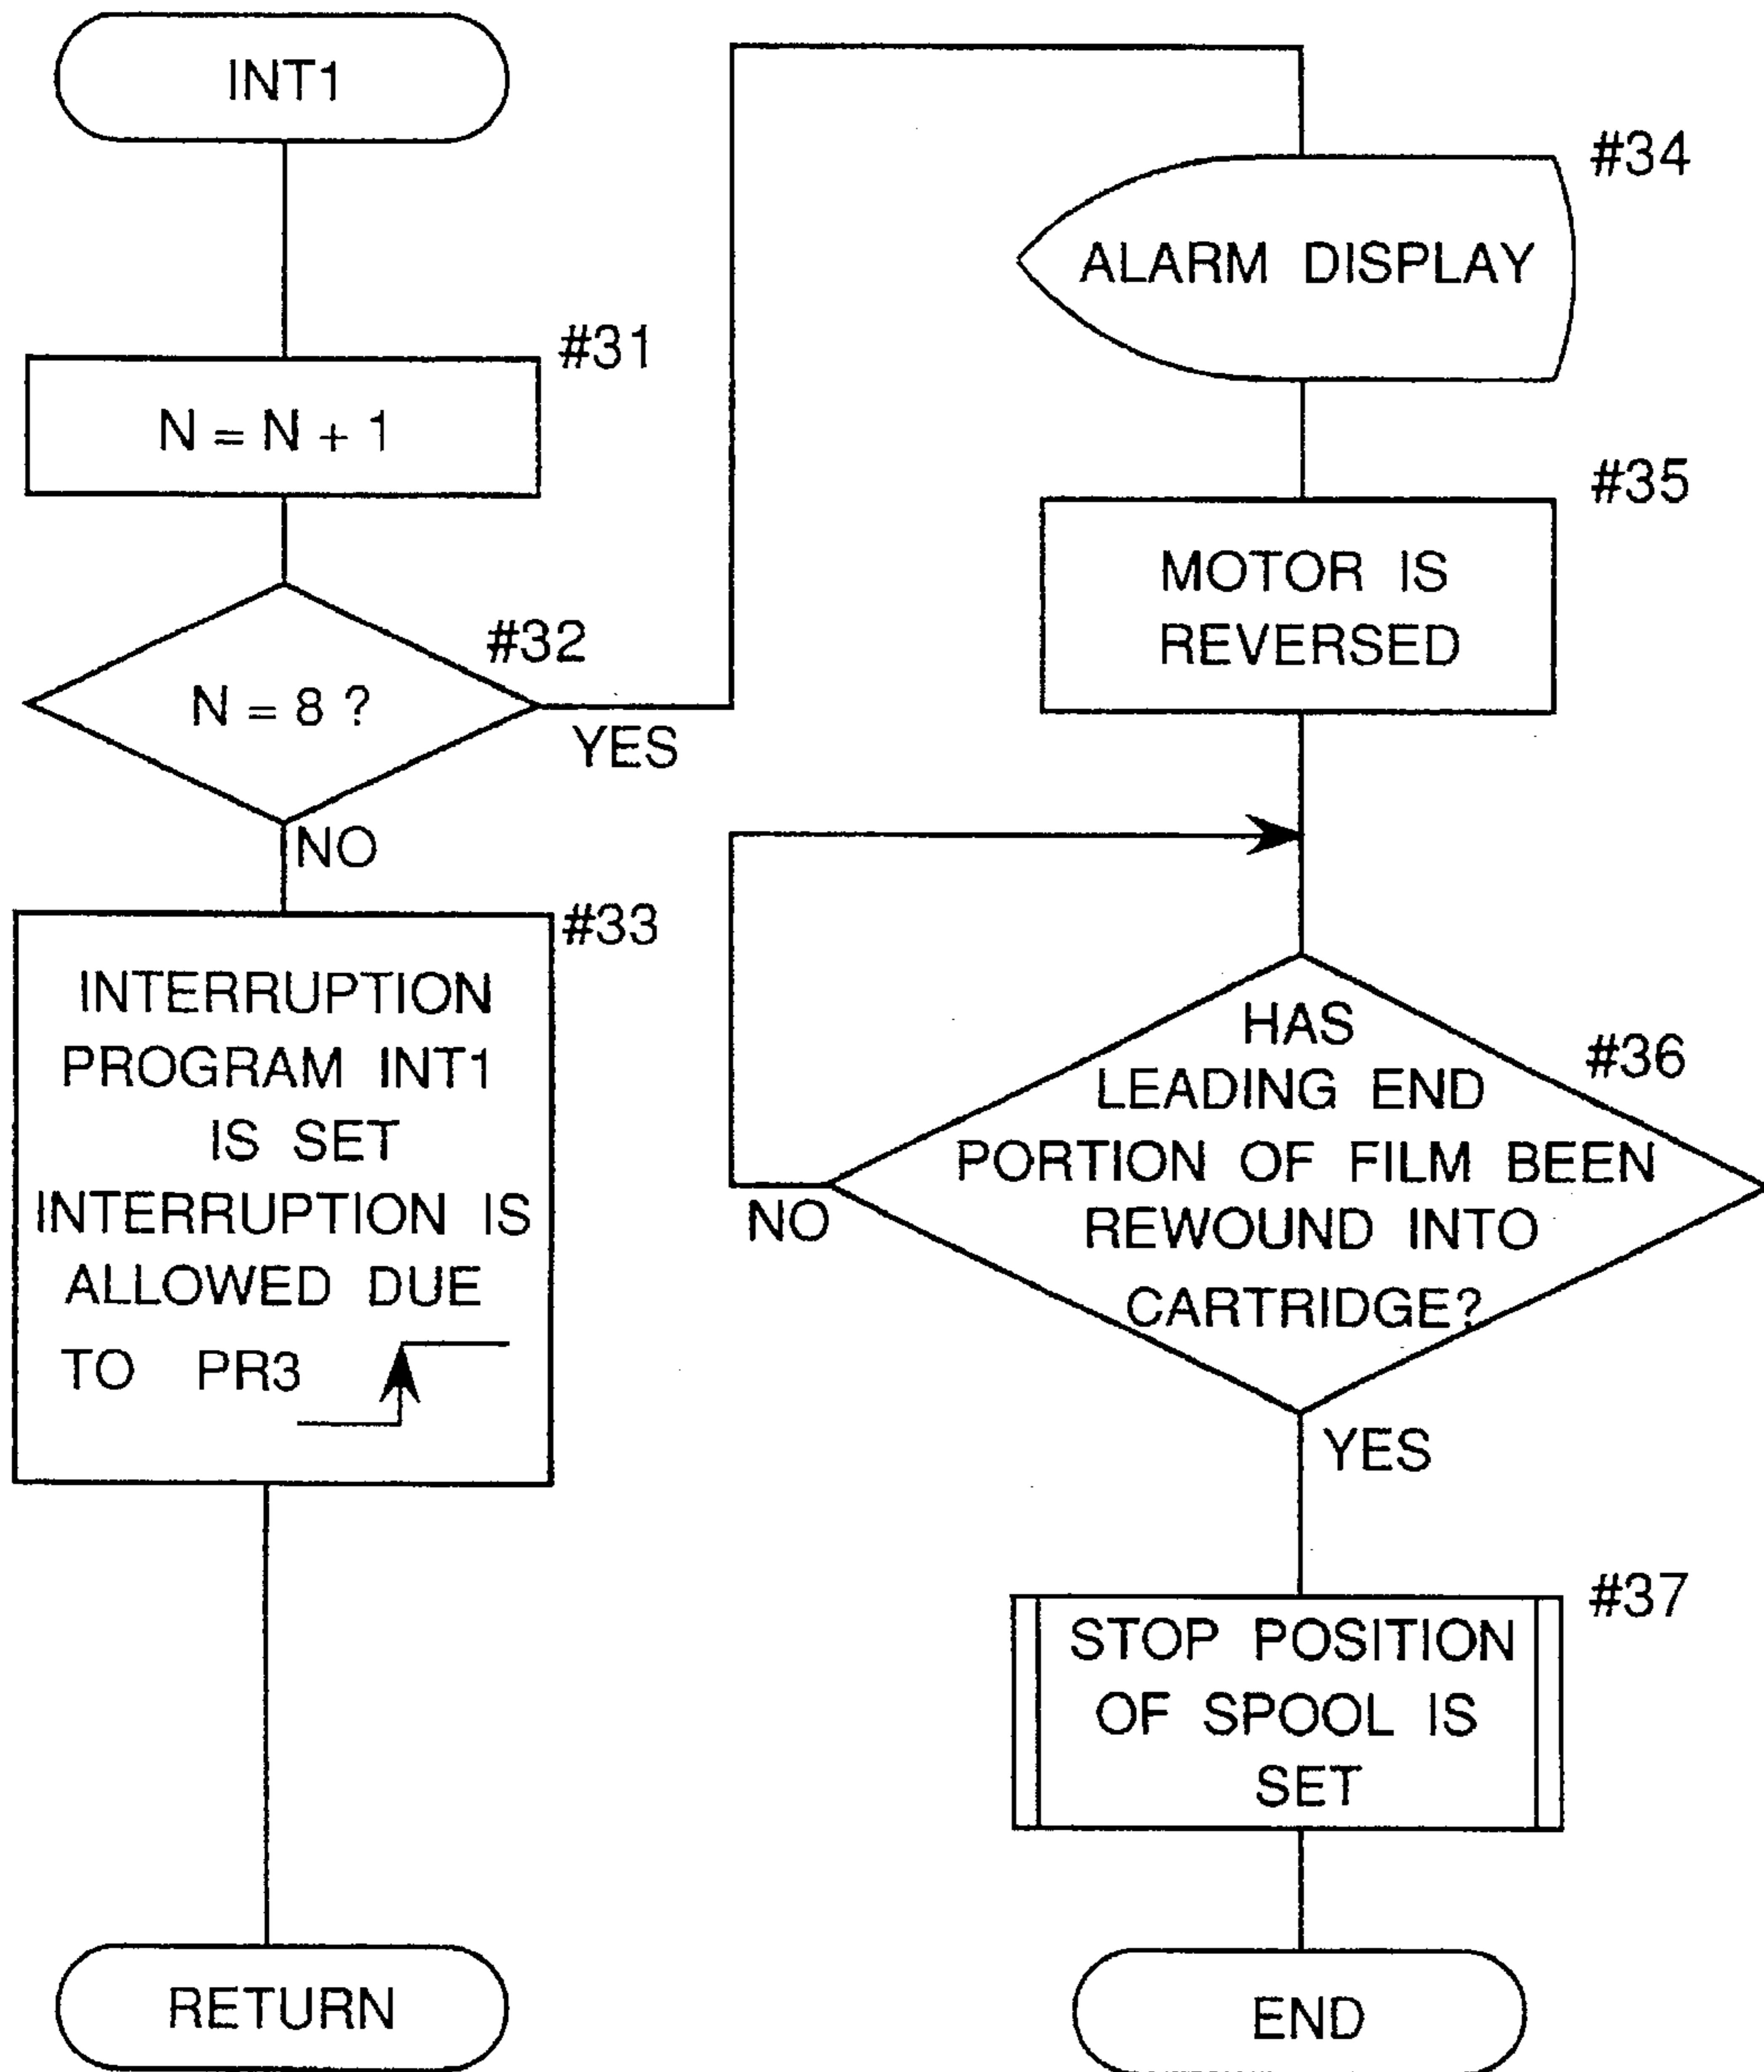 INT1
#31
N = N + 1
#32
N = 8 ?
YES
NO
#33
INTERRUPTION
PROGRAM INT1
IS SET
INTERRUPTION IS
ALLOWED DUE
TO PR3
RETURN
#34
ALARM DISPLAY
#35
MOTOR IS
REVERSED
#36
HAS
LEADING END
PORTION OF FILM BEEN
REWOUND INTO
CARTRIDGE?
NO
YES
#37
STOP POSITION
OF SPOOL IS
SET
END